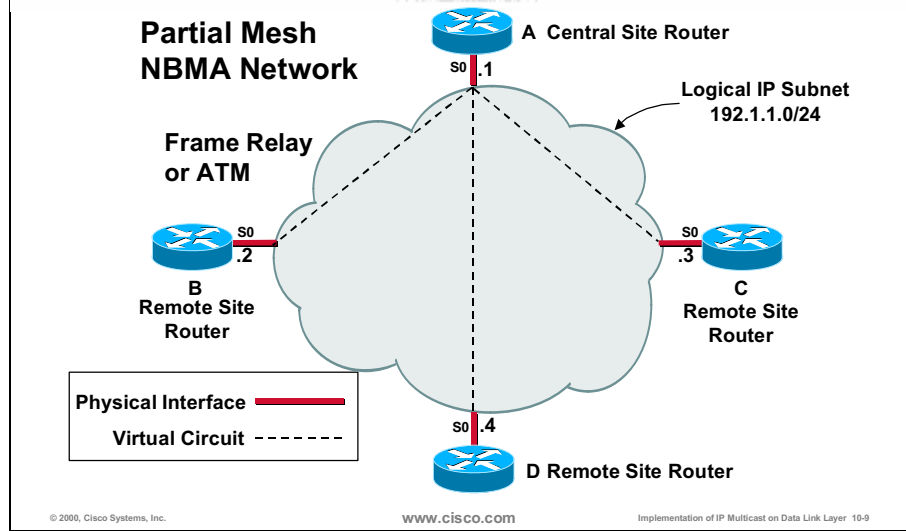 Partial Mesh
NBMA Network
A Central Site Router
S0
.1
Logical IP Subnet
192.1.1.0/24
Frame Relay
or ATM
S0
.2
B
Remote Site
Router
S0
.3
C
Remote Site
Router
Physical Interface
Virtual Circuit
S0
.4
D Remote Site Router
© 2000, Cisco Systems, Inc.
www.cisco.com
Implementation of IP Multicast on Data Link Layer 10-9